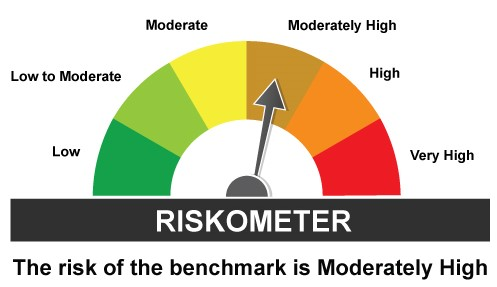 Moderate
Moderately High
Low to Moderate
High
Low
Very High
RISKOMETER
The risk of the benchmark is Moderately High